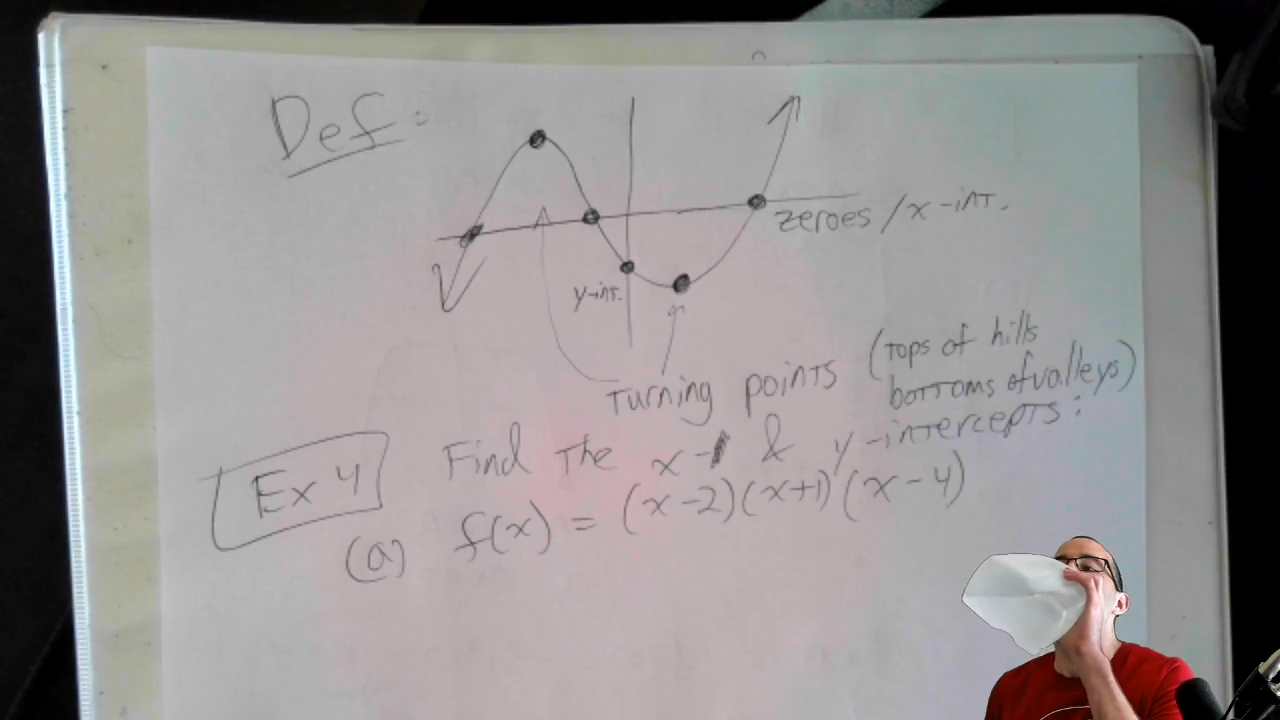 Def:
zeroes / x-int.
y-int.
Turning points (Tops of hills
bottoms of valleys)
Ex 4 Find the x- & y-intercepts:
(a) f(x) = (x-2)(x+1)(x-4)